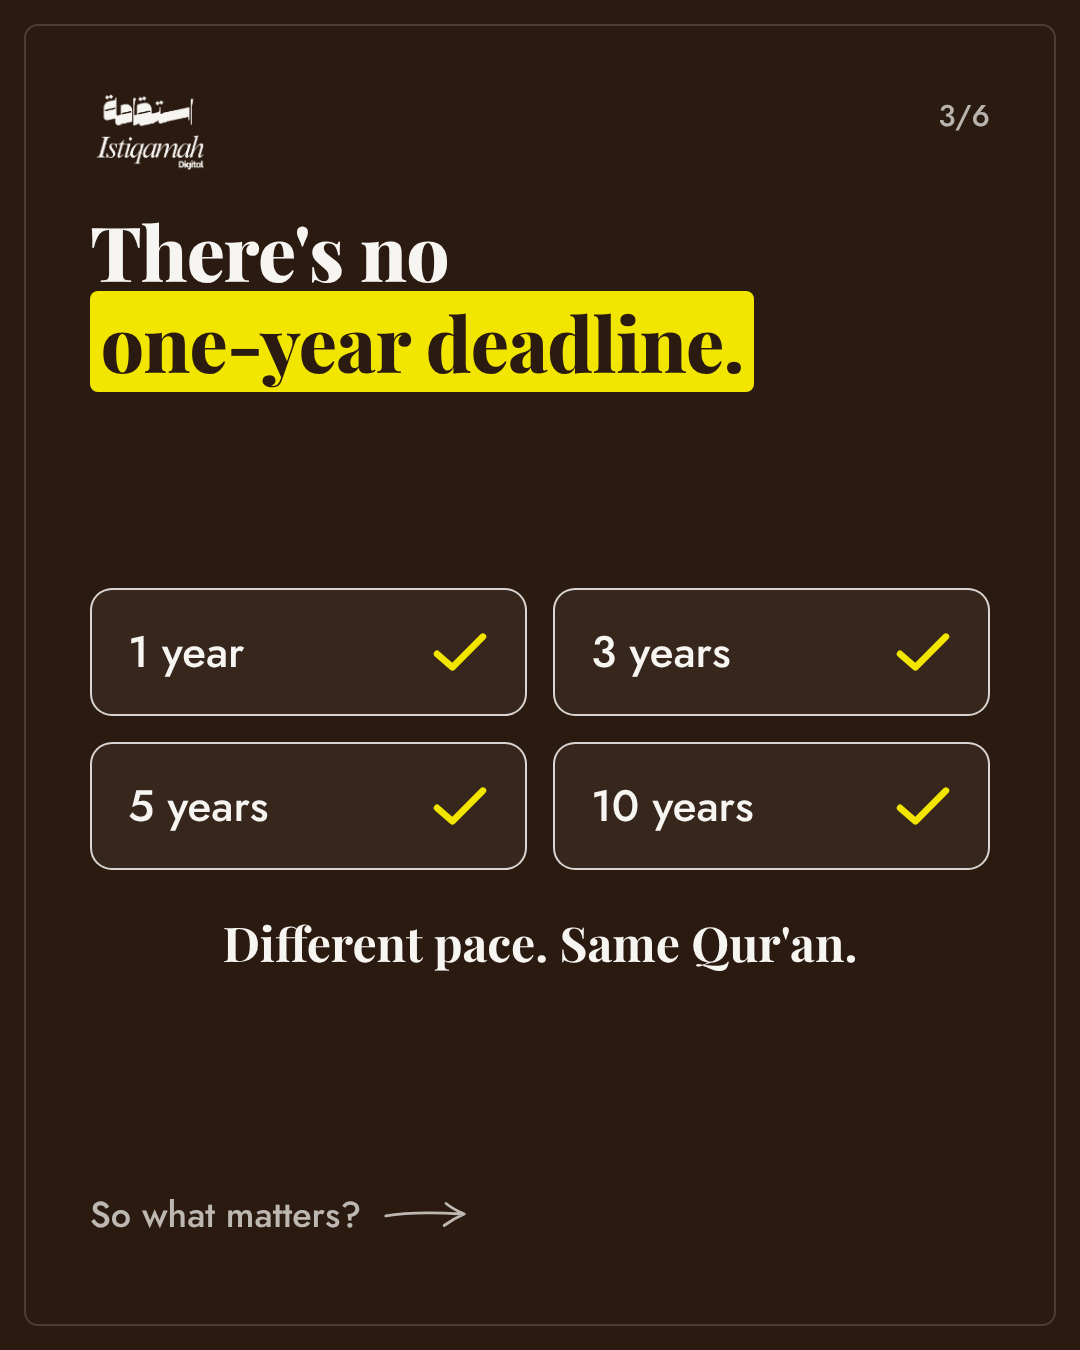 استقامة
Istiqamah
Digital
3/6
There's no
one-year deadline.
1 year
3 years
5 years
10 years
Different pace. Same Qur'an.
So what matters?